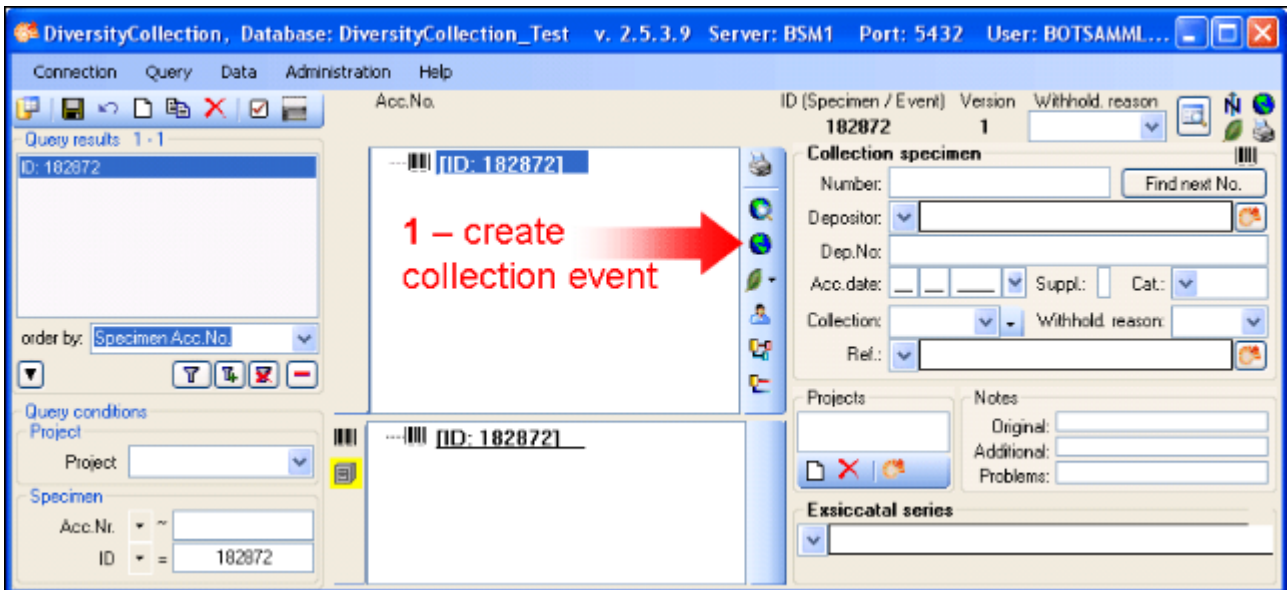 DiversityCollection, Database: DiversityCollection_Test v. 2.5.3.9 Server: BSM1 Port: 5432 User: BOTSAMML...
Connection Query Data Administration Help
Acc.No.
ID (Specimen / Event) Version Withhold. reason
182872 1
Query results 1 - 1
ID: 182872
order by: Specimen Acc.No.
Query conditions
Project
Project
Specimen
Acc.Nr. ~
ID = 182872
[ID: 182872]
1 – create
collection event
[ID: 182872]
Collection specimen
Number: Find next No.
Depositor:
Dep.No:
Acc.date: __ __ ____ Suppl.: Cat.:
Collection: - Withhold. reason:
Ref.:
Projects
Notes
Original:
Additional:
Problems:
Exsiccatal series